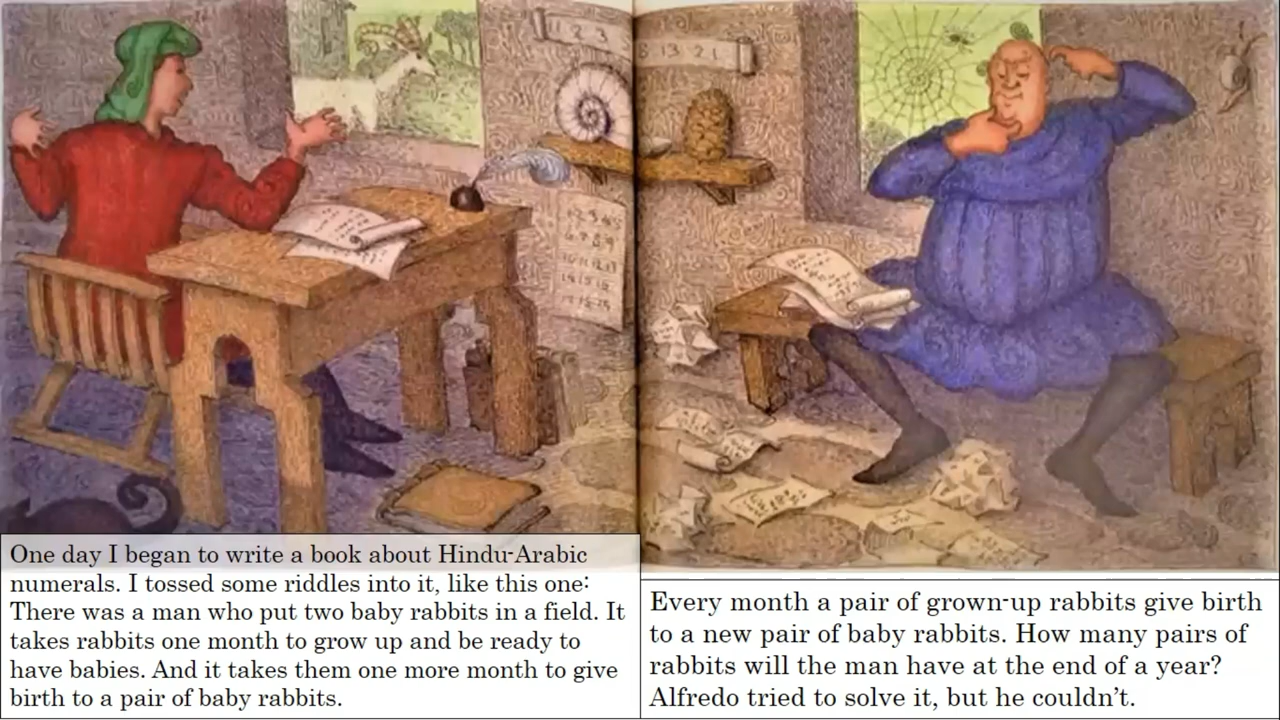 1 2 3
13 21
One day I began to write a book about Hindu-Arabic
numerals. I tossed some riddles into it, like this one:
There was a man who put two baby rabbits in a field. It
takes rabbits one month to grow up and be ready to
have babies. And it takes them one more month to give
birth to a pair of baby rabbits.
Every month a pair of grown-up rabbits give birth
to a new pair of baby rabbits. How many pairs of
rabbits will the man have at the end of a year?
Alfredo tried to solve it, but he couldn't.